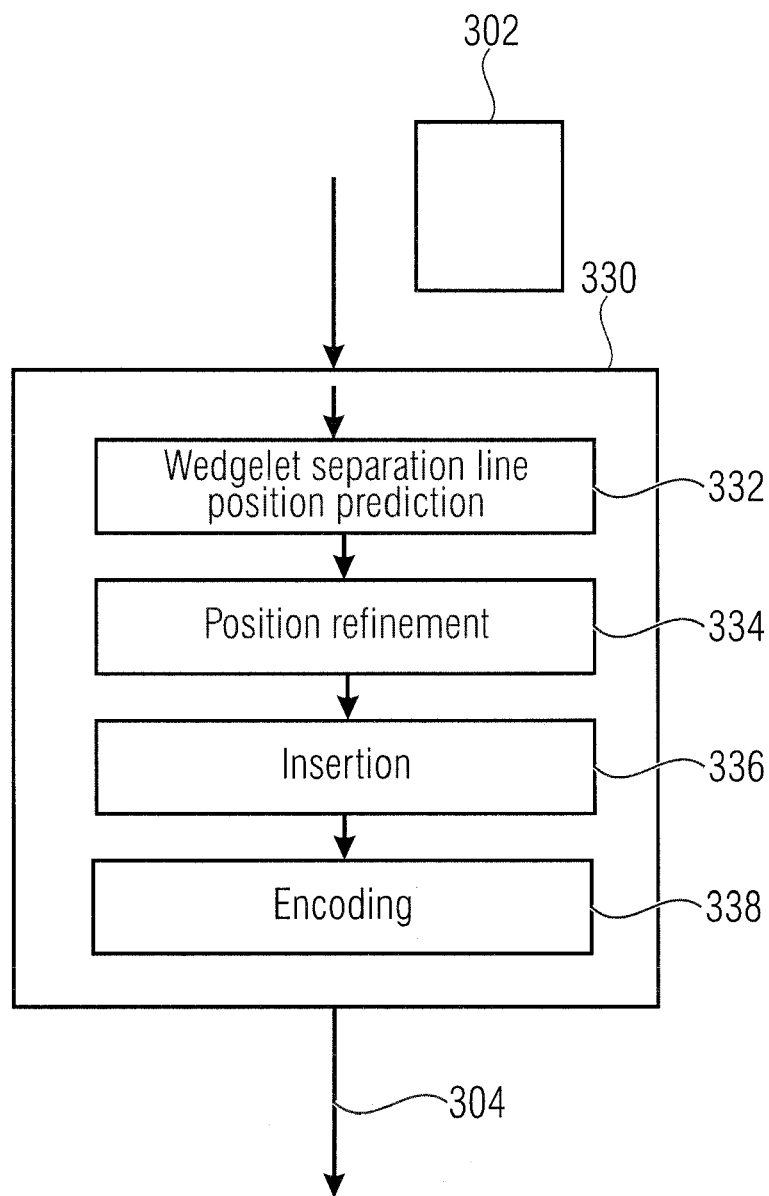 302
330
Wedgelet separation line
position prediction
332
Position refinement
334
Insertion
336
Encoding
338
304